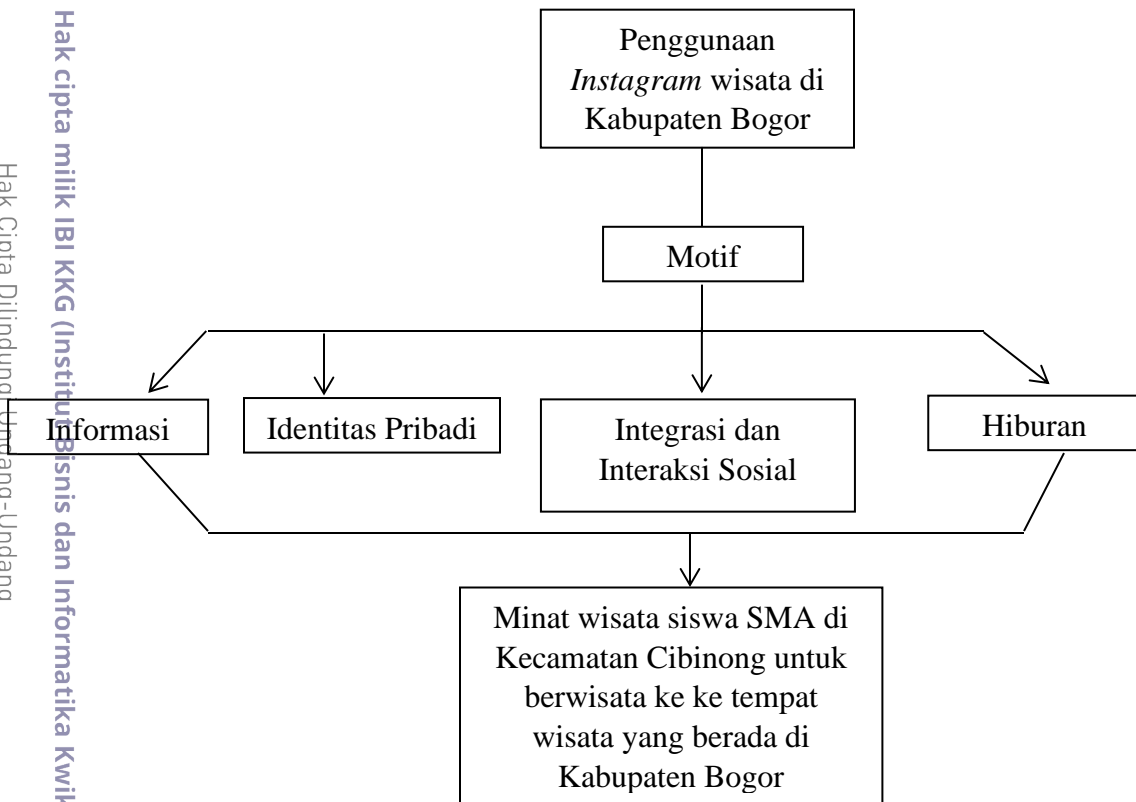 Penggunaan
Instagram wisata di
Kabupaten Bogor
Motif
Informasi
Identitas Pribadi
Integrasi dan
Interaksi Sosial
Hiburan
Minat wisata siswa SMA di
Kecamatan Cibinong untuk
berwisata ke ke tempat
wisata yang berada di
Kabupaten Bogor
Hak cipta milik IBI KKG (Institut Bisnis dan Informatika Kwik
Hak Cipta Dilindungi Undang-Undang